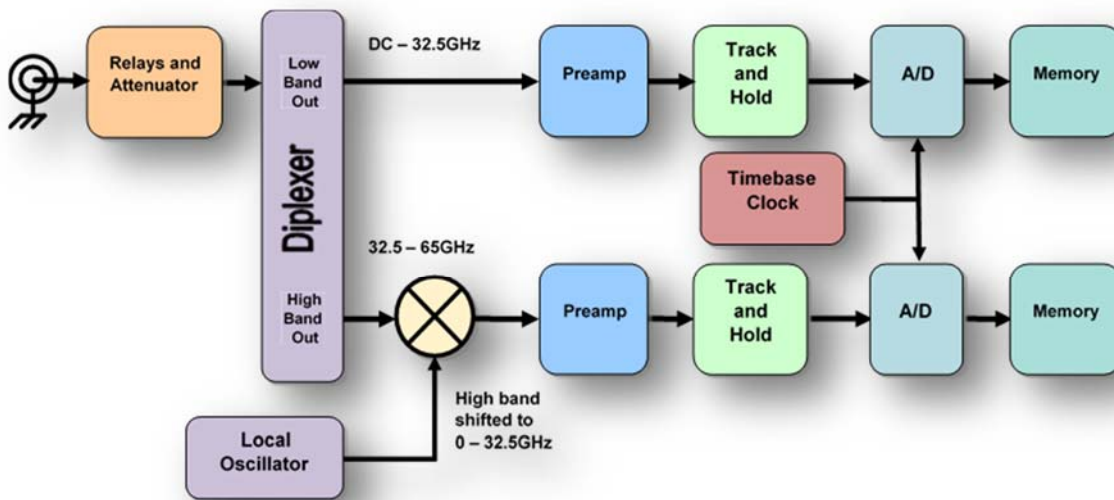 Relays and
Attenuator
Low
Band
Out
Diplexer
High
Band
Out
DC – 32.5GHz
Preamp
Track
and
Hold
A/D
Memory
Timebase
Clock
32.5 – 65GHz
Preamp
Track
and
Hold
A/D
Memory
High band
shifted to
0 – 32.5GHz
Local
Oscillator